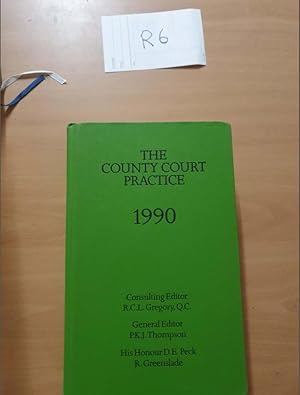 R6
THE
COUNTY COURT
PRACTICE
1990
Consulting Editor
R.C.L. Gregory, Q.C.
General Editor
P.K.J. Thompson
His Honour D.E. Peck
R. Greenslade